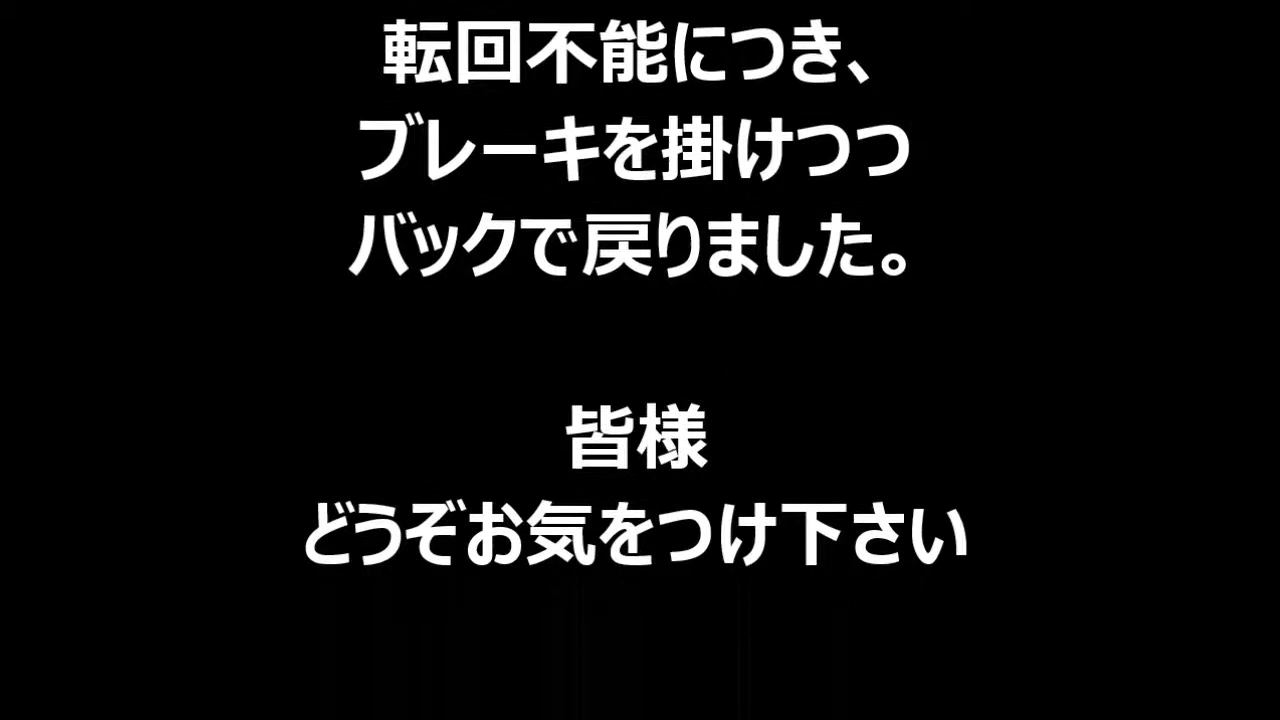 転回不能につき、
ブレーキを掛けつつ
バックで戻りました。
皆様
どうぞお気をつけ下さい